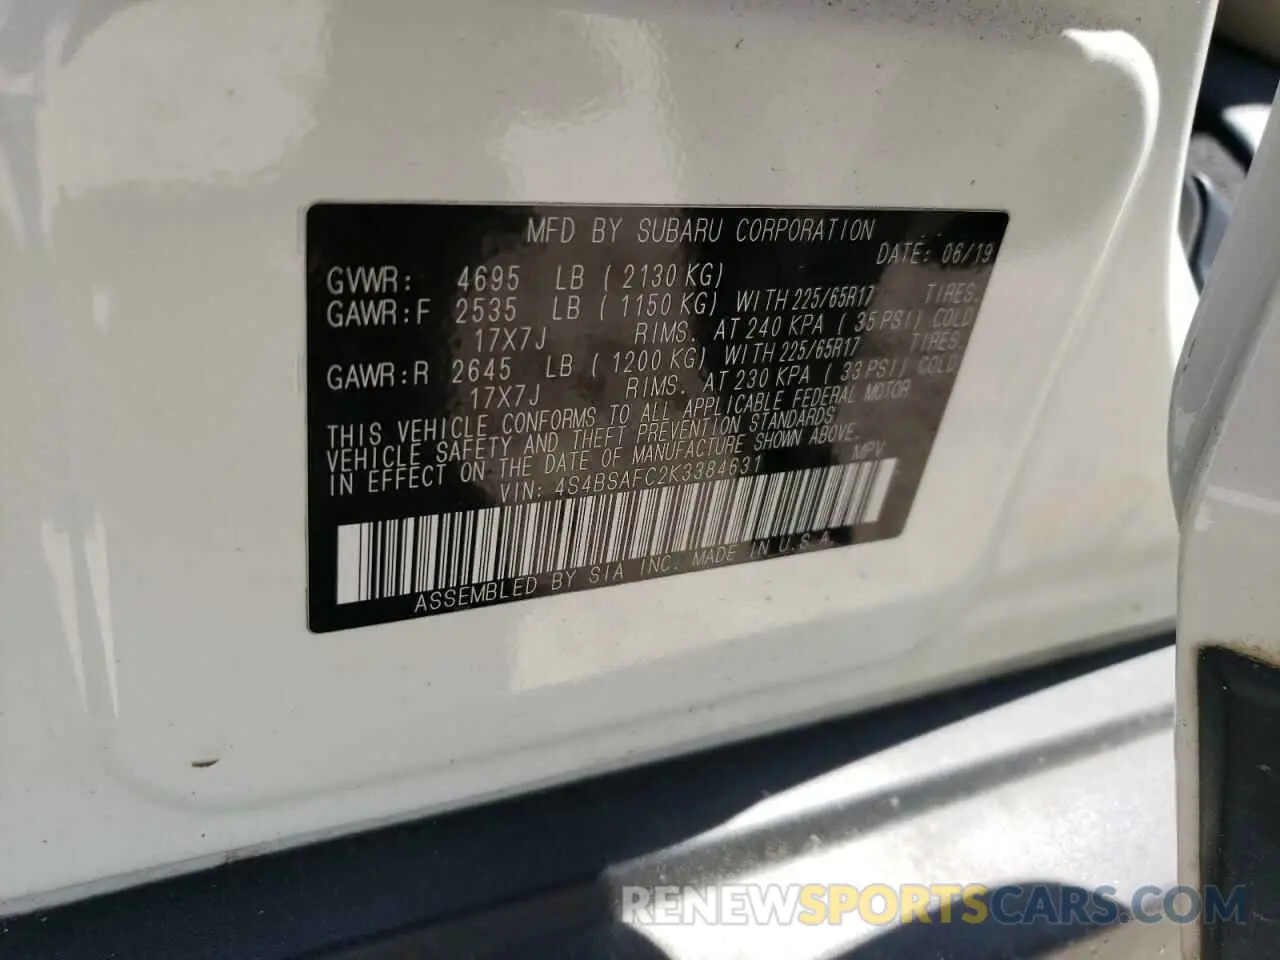 MFD BY SUBARU CORPORATION
DATE: 06/19
GVWR: 4695 LB ( 2130 KG)
GAWR:F 2535 LB ( 1150 KG) WITH 225/65R17 TIRES.
17X7J RIMS. AT 240 KPA ( 35 PSI) COLD
GAWR:R 2645 LB ( 1200 KG) WITH 225/65R17 TIRES.
17X7J RIMS. AT 230 KPA ( 33 PSI) COLD
THIS VEHICLE CONFORMS TO ALL APPLICABLE FEDERAL MOTOR
VEHICLE SAFETY AND THEFT PREVENTION STANDARDS
IN EFFECT ON THE DATE OF MANUFACTURE SHOWN ABOVE.
VIN: 4S4BSAFC2K3384631 MPV
ASSEMBLED BY SIA INC. MADE IN U.S.A.
RENEWSPORTSCARS.COM